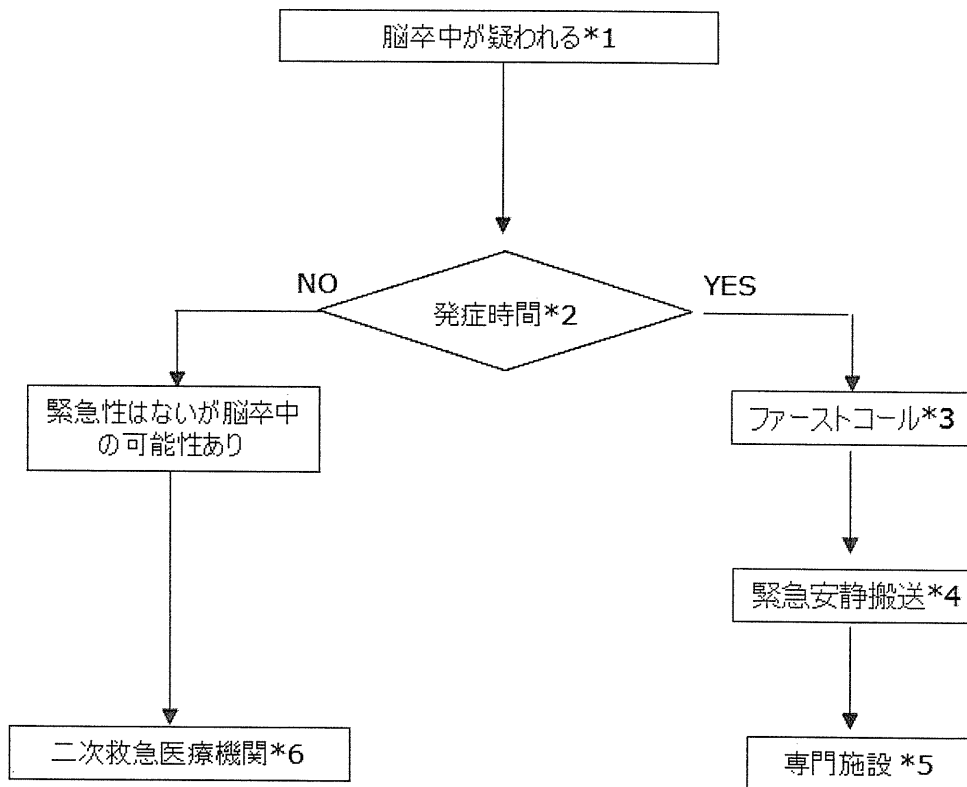 脳卒中が疑われる*1
NO
YES
発症時間*2
緊急性はないが脳卒中
の可能性あり
ファーストコール*3
緊急安静搬送*4
二次救急医療機関*6
専門施設*5